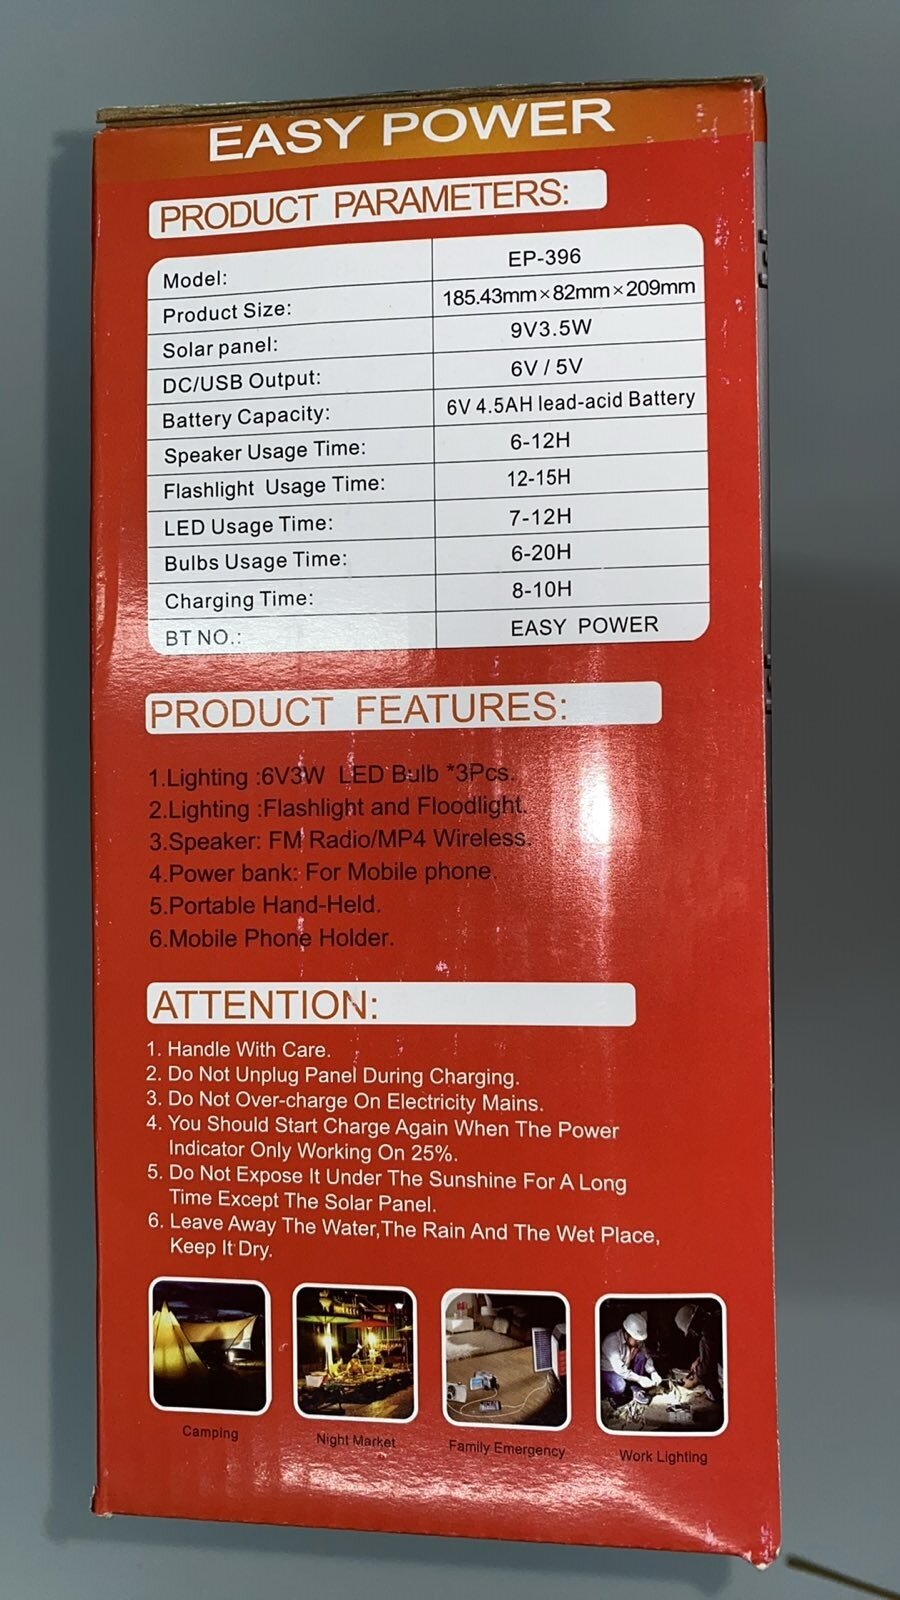 EASY POWER
PRODUCT PARAMETERS:
Model: EP-396
Product Size: 185.43mm×82mm×209mm
Solar panel: 9V3.5W
DC/USB Output: 6V / 5V
Battery Capacity: 6V 4.5AH lead-acid Battery
Speaker Usage Time: 6-12H
Flashlight Usage Time: 12-15H
LED Usage Time: 7-12H
Bulbs Usage Time: 6-20H
Charging Time: 8-10H
BT NO.: EASY POWER
PRODUCT FEATURES:
1.Lighting :6V3W LED Bulb *3Pcs.
2.Lighting :Flashlight and Floodlight.
3.Speaker: FM Radio/MP4 Wireless.
4.Power bank: For Mobile phone.
5.Portable Hand-Held.
6.Mobile Phone Holder.
ATTENTION:
1. Handle With Care.
2. Do Not Unplug Panel During Charging.
3. Do Not Over-charge On Electricity Mains.
4. You Should Start Charge Again When The Power
Indicator Only Working On 25%.
5. Do Not Expose It Under The Sunshine For A Long
Time Except The Solar Panel.
6. Leave Away The Water,The Rain And The Wet Place,
Keep It Dry.
Camping
Night Market
Family Emergency
Work Lighting